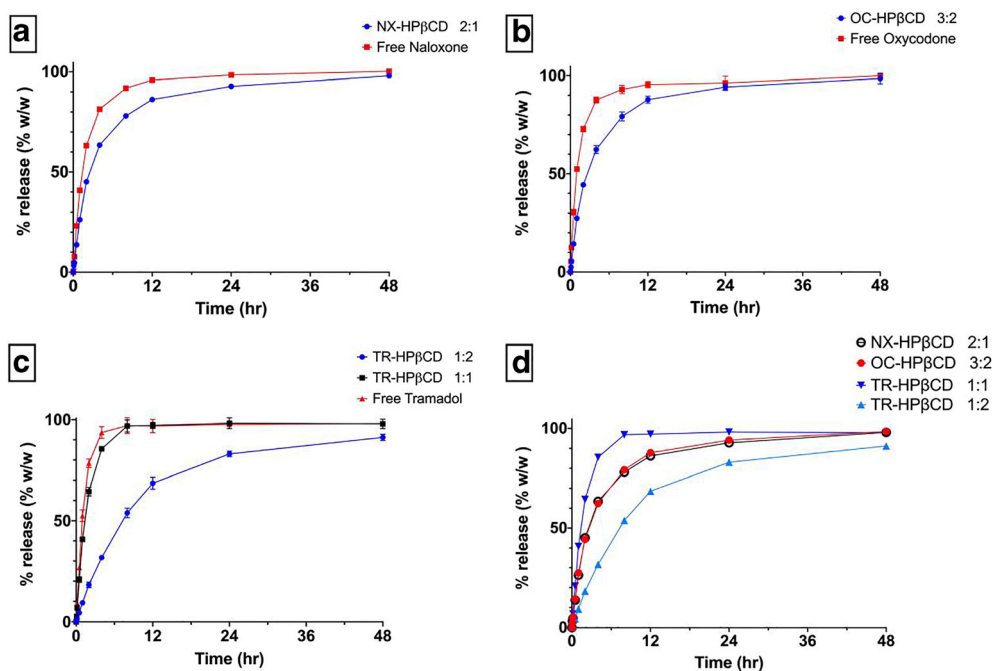 a
NX-HPβCD 2:1
Free Naloxone
% release (% w/w)
100
50
0
0 12 24 36 48
Time (hr)
b
OC-HPβCD 3:2
Free Oxycodone
% release (% w/w)
100
50
0
0 12 24 36 48
Time (hr)
c
TR-HPβCD 1:2
TR-HPβCD 1:1
Free Tramadol
% release (% w/w)
100
50
0
0 12 24 36 48
Time (hr)
d
NX-HPβCD 2:1
OC-HPβCD 3:2
TR-HPβCD 1:1
TR-HPβCD 1:2
% release (% w/w)
100
50
0
0 12 24 36 48
Time (hr)